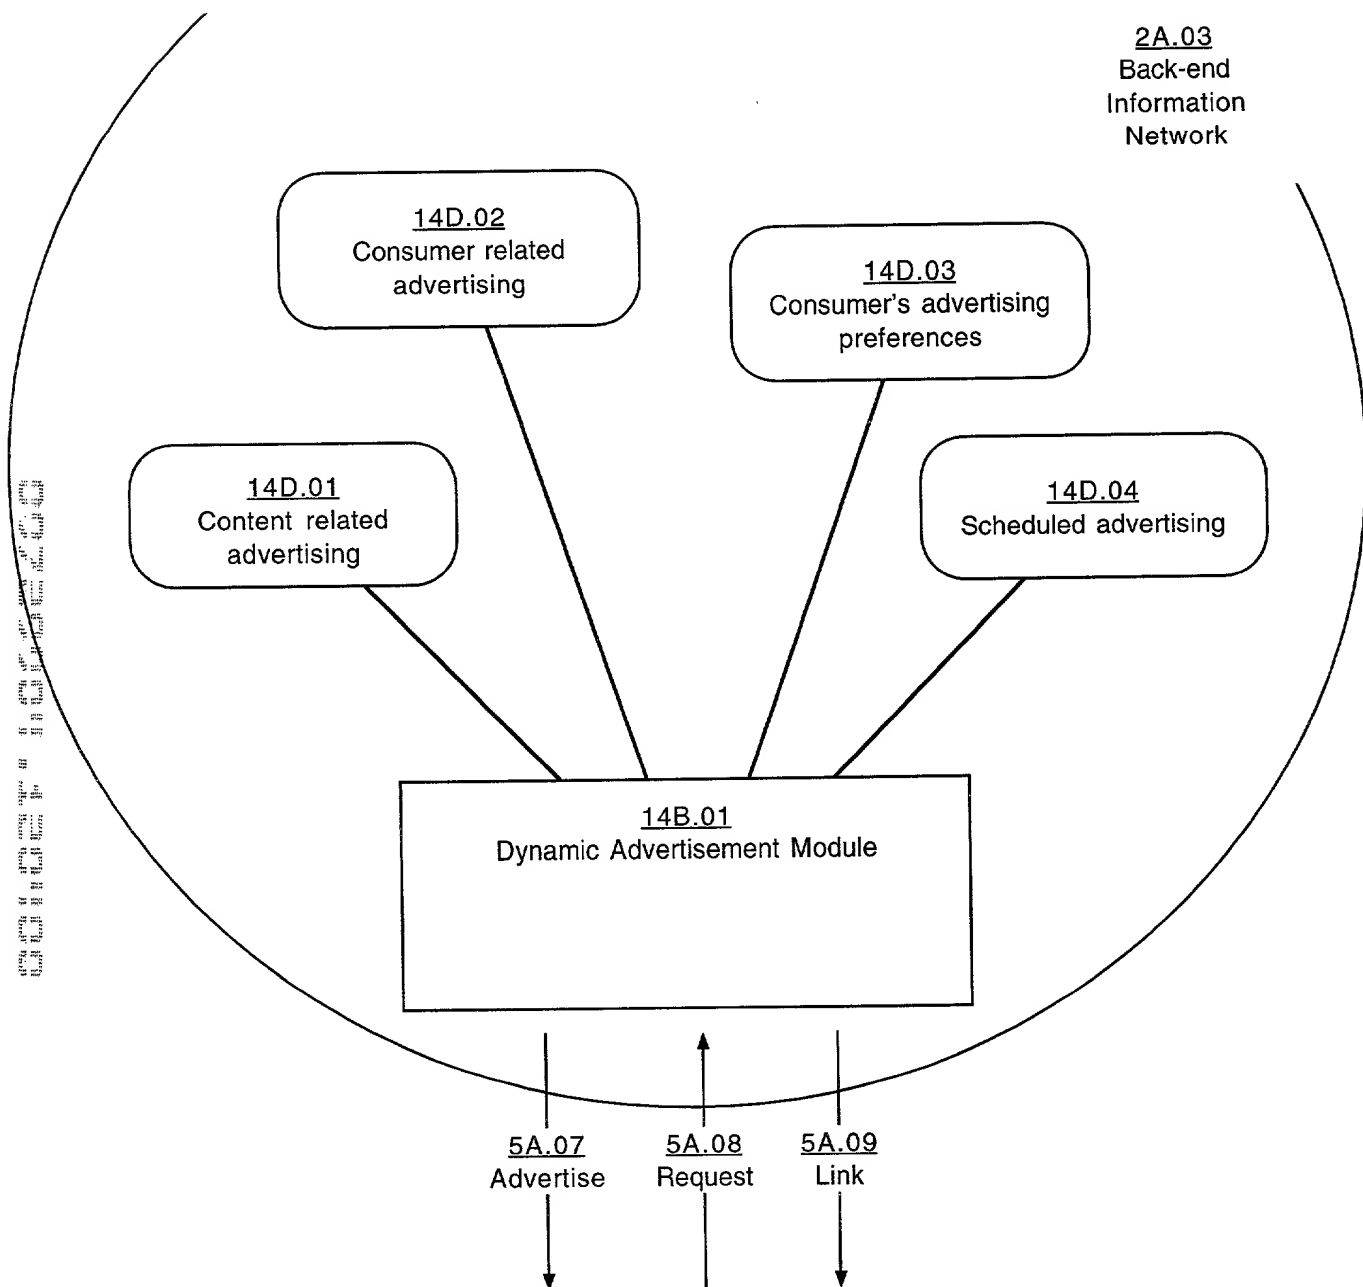 2A.03
Back-end
Information
Network
14D.02
Consumer related
advertising
14D.03
Consumer's advertising
preferences
14D.01
Content related
advertising
14D.04
Scheduled advertising
14B.01
Dynamic Advertisement Module
5A.07
Advertise
5A.08
Request
5A.09
Link